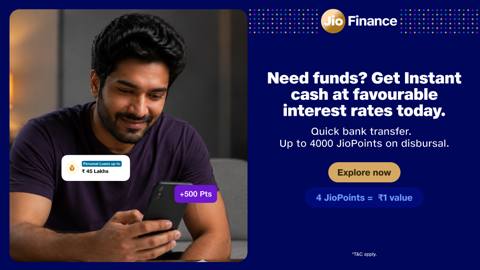 Jio Finance
Need funds? Get Instant
cash at favourable
interest rates today.
Quick bank transfer.
Up to 4000 JioPoints on disbursal.
Explore now
4 JioPoints = ₹1 value
*T&C apply.
Personal Loans up to
₹ 45 Lakhs
+500 Pts